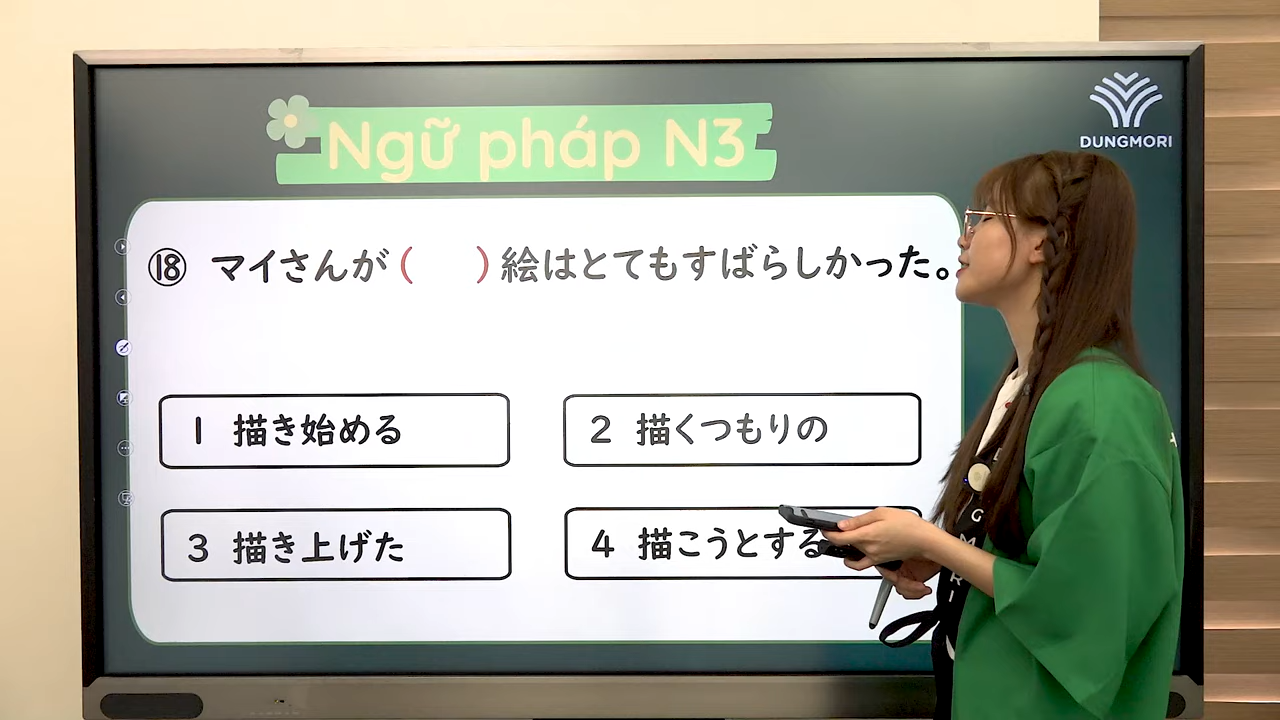 Ngữ pháp N3
DUNGMORI
⑱ マイさんが(　　)絵はとてもすばらしかった。
1 描き始める
2 描くつもりの
3 描き上げた
4 描こうとする